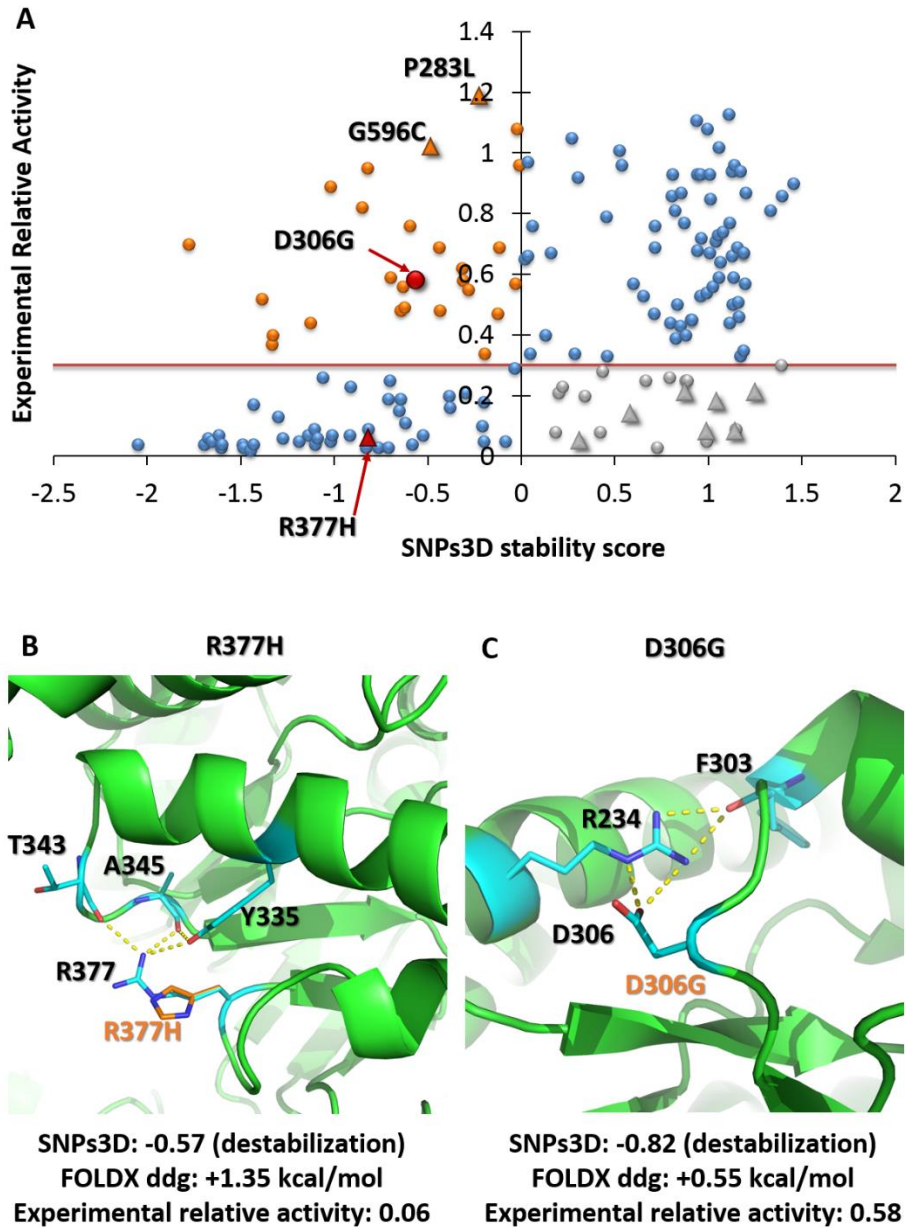 A
Experimental Relative Activity
1.4
1.2
1
0.8
0.6
0.4
0.2
0
P283L
G596C
D306G
R377H
-2.5 -2 -1.5 -1 -0.5 0 0.5 1 1.5 2
SNPs3D stability score
B R377H
T343
A345
Y335
R377
R377H
SNPs3D: -0.57 (destabilization)
FOLDX ddg: +1.35 kcal/mol
Experimental relative activity: 0.06
C D306G
F303
R234
D306
D306G
SNPs3D: -0.82 (destabilization)
FOLDX ddg: +0.55 kcal/mol
Experimental relative activity: 0.58